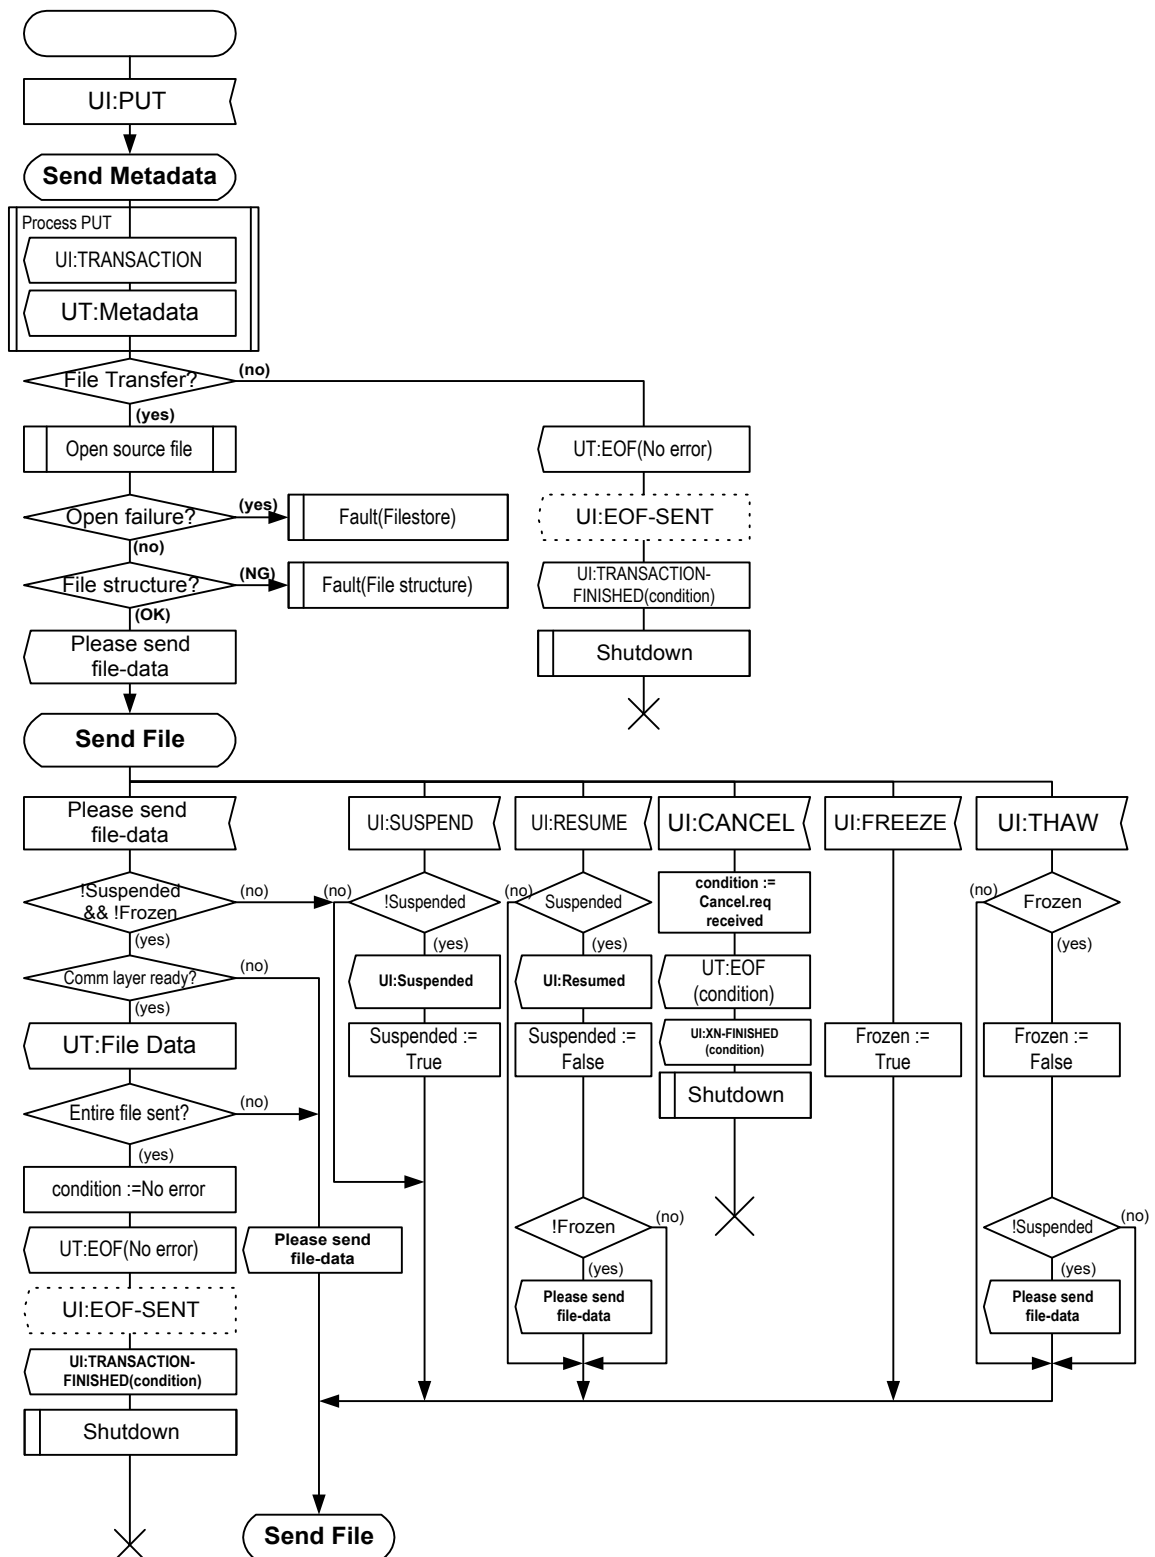 UI:PUT
Send Metadata
Process PUT
UI:TRANSACTION
UT:Metadata
File Transfer?
(no)
(yes)
Open source file
UT:EOF(No error)
Open failure?
(yes)
Fault(Filestore)
UI:EOF-SENT
(no)
File structure?
(NG)
Fault(File structure)
UI:TRANSACTION-
FINISHED(condition)
(OK)
Please send
file-data
Shutdown
Send File
Please send
file-data
UI:SUSPEND
UI:RESUME
UI:CANCEL
UI:FREEZE
UI:THAW
!Suspended
&& !Frozen
(no)
(no)
!Suspended
(no)
Suspended
condition :=
Cancel.req
received
(no)
Frozen
(yes)
(yes)
(yes)
(yes)
Comm layer ready?
(no)
UI:Suspended
UI:Resumed
UT:EOF
(condition)
(yes)
UT:File Data
Suspended :=
True
Suspended :=
False
UI:XN-FINISHED
(condition)
Frozen :=
True
Frozen :=
False
Entire file sent?
(no)
Shutdown
(yes)
condition :=No error
!Frozen
(no)
!Suspended
(no)
UT:EOF(No error)
Please send
file-data
(yes)
(yes)
UI:EOF-SENT
Please send
file-data
Please send
file-data
UI:TRANSACTION-
FINISHED(condition)
Shutdown
Send File